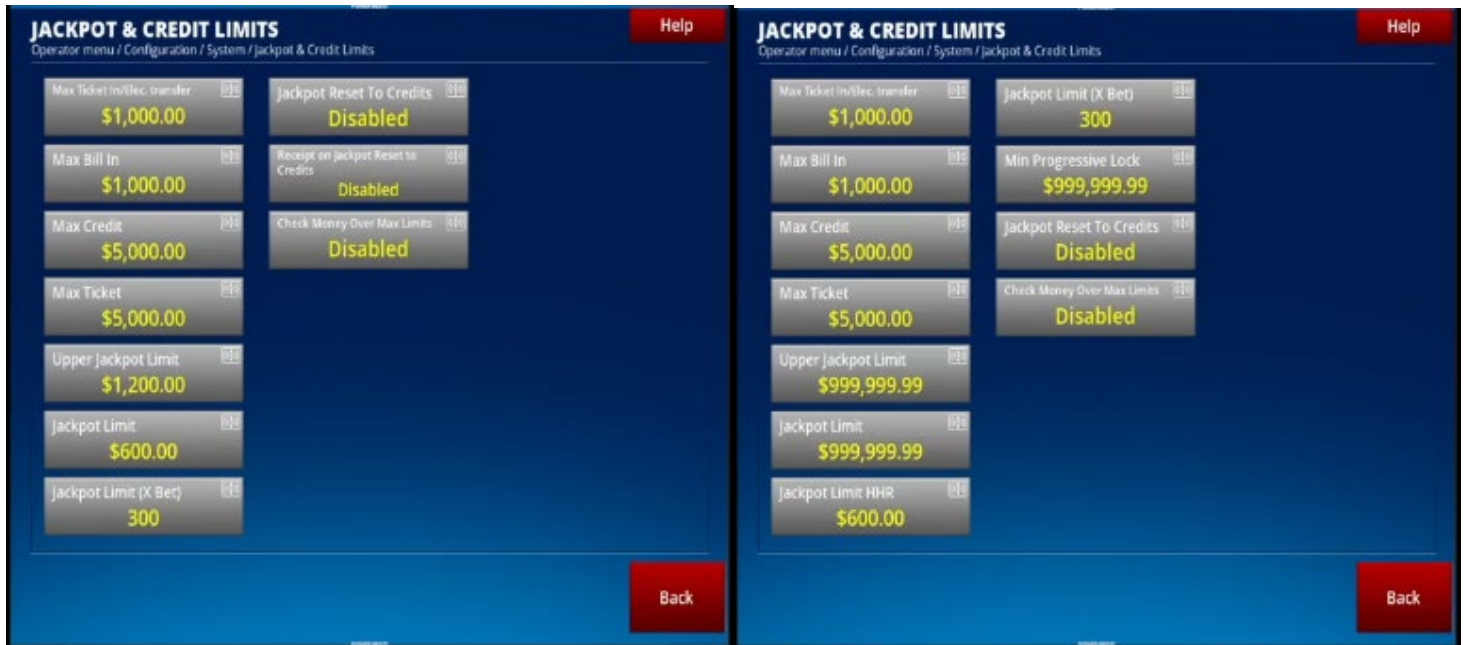 JACKPOT & CREDIT LIMITS
Help
Operator menu / Configuration / System / Jackpot & Credit Limits
Max Ticket In/Elec. transfer
$1,000.00
Max Bill In
$1,000.00
Max Credit
$5,000.00
Max Ticket
$5,000.00
Upper Jackpot Limit
$1,200.00
Jackpot Limit
$600.00
Jackpot Limit (X Bet)
300
Jackpot Reset To Credits
Disabled
Receipt on Jackpot Reset to
Credits
Disabled
Check Money Over Max Limits
Disabled
Back
JACKPOT & CREDIT LIMITS
Help
Operator menu / Configuration / System / Jackpot & Credit Limits
Max Ticket In/Elec. transfer
$1,000.00
Max Bill In
$1,000.00
Max Credit
$5,000.00
Max Ticket
$5,000.00
Upper Jackpot Limit
$999,999.99
Jackpot Limit
$999,999.99
Jackpot Limit HHR
$600.00
Jackpot Limit (X Bet)
300
Min Progressive Lock
$999,999.99
Jackpot Reset To Credits
Disabled
Check Money Over Max Limits
Disabled
Back